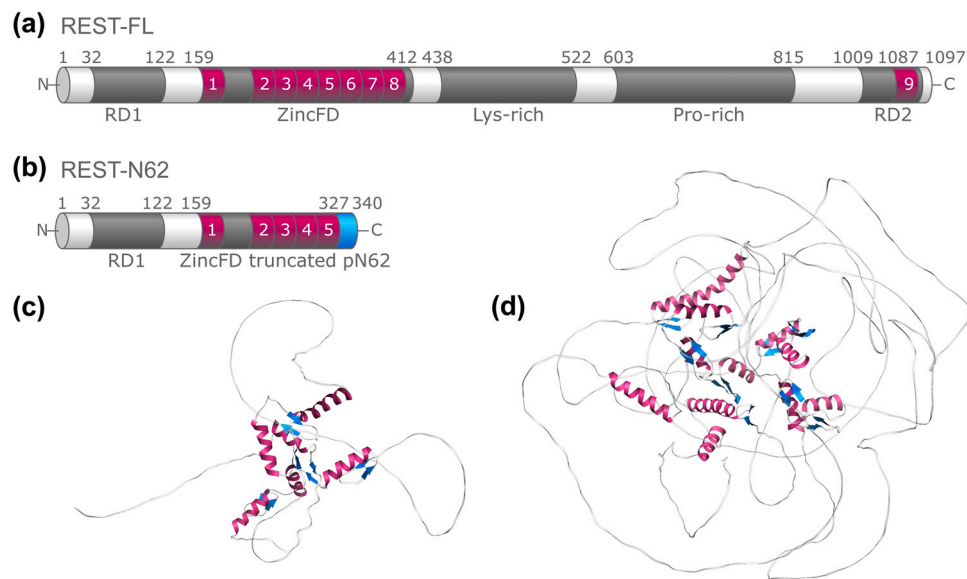 (a) REST-FL
1 32 122 159 412 438 522 603 815 1009 1087 1097
N 1 2 3 4 5 6 7 8 9 C
RD1 ZincFD Lys-rich Pro-rich RD2
(b) REST-N62
1 32 122 159 327 340
N 1 2 3 4 5 C
RD1 ZincFD truncated pN62
(c) (d)